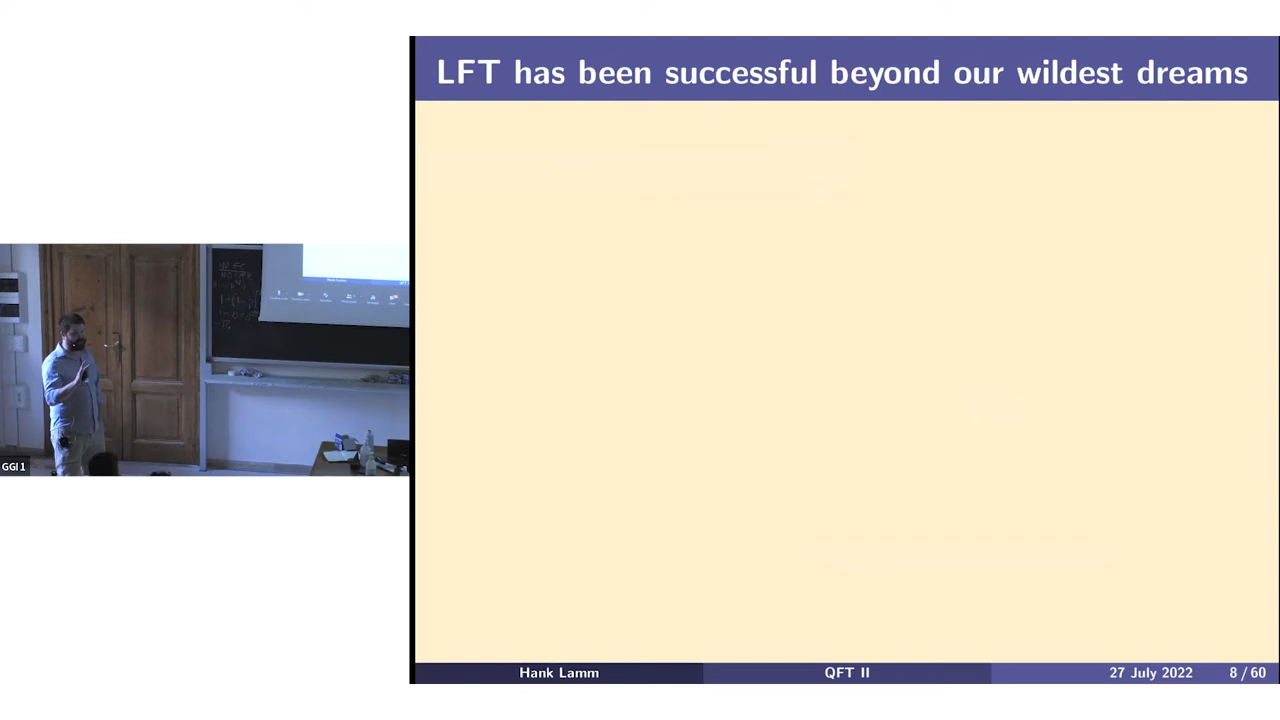 LFT has been successful beyond our wildest dreams
GGI 1
Hank Lamm
QFT II
27 July 2022
8 / 60